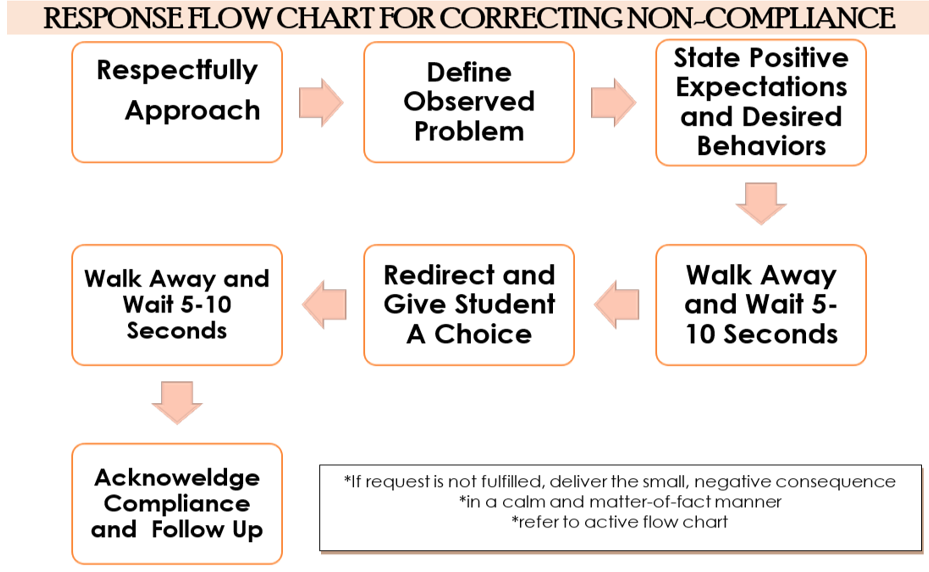 RESPONSE FLOW CHART FOR CORRECTING NON-COMPLIANCE
Respectfully
Approach
Define
Observed
Problem
State Positive
Expectations
and Desired
Behaviors
Walk Away
and Wait 5-
10 Seconds
Redirect and
Give Student
A Choice
Walk Away and
Wait 5-10
Seconds
Acknoweldge
Compliance
and Follow Up
*If request is not fulfilled, deliver the small, negative consequence
*in a calm and matter-of-fact manner
*refer to active flow chart